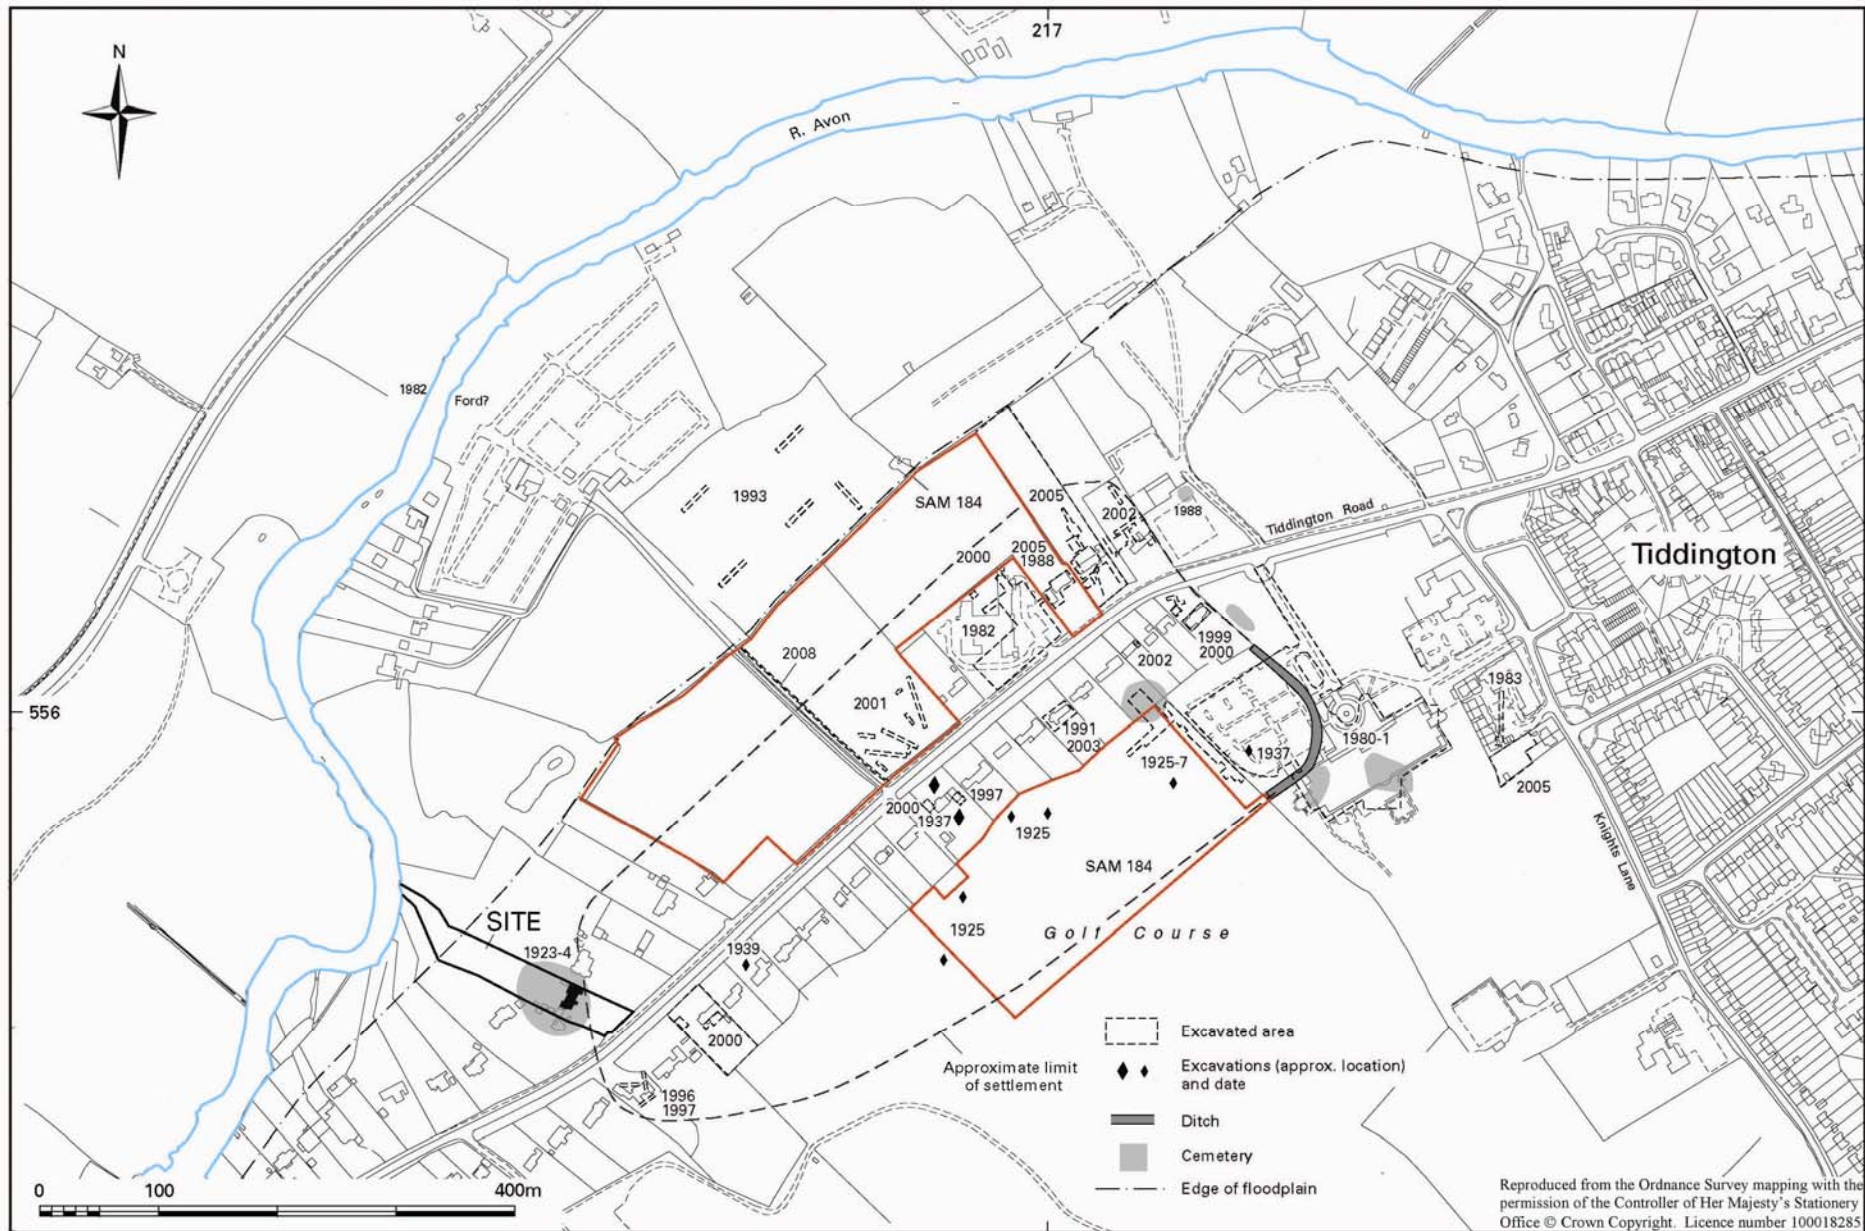 217
N
R. Avon
1982
Ford?
1993
SAM 184
2005
2002
1988
Tiddington Road
Tiddington
2000
2005
1988
1982
1999
2000
2002
2008
2001
1983
556
1991
2003
1980-1
1937
1925-7
2005
2000
1997
1937
1925
Knights Lane
SAM 184
SITE
1923-4
1939
1925
Golf Course
2000
1996
1997
Approximate limit
of settlement
Excavated area
Excavations (approx. location)
and date
Ditch
Cemetery
Edge of floodplain
0 100 400m
Reproduced from the Ordnance Survey mapping with the
permission of the Controller of Her Majesty's Stationery
Office © Crown Copyright. Licence number 100018285